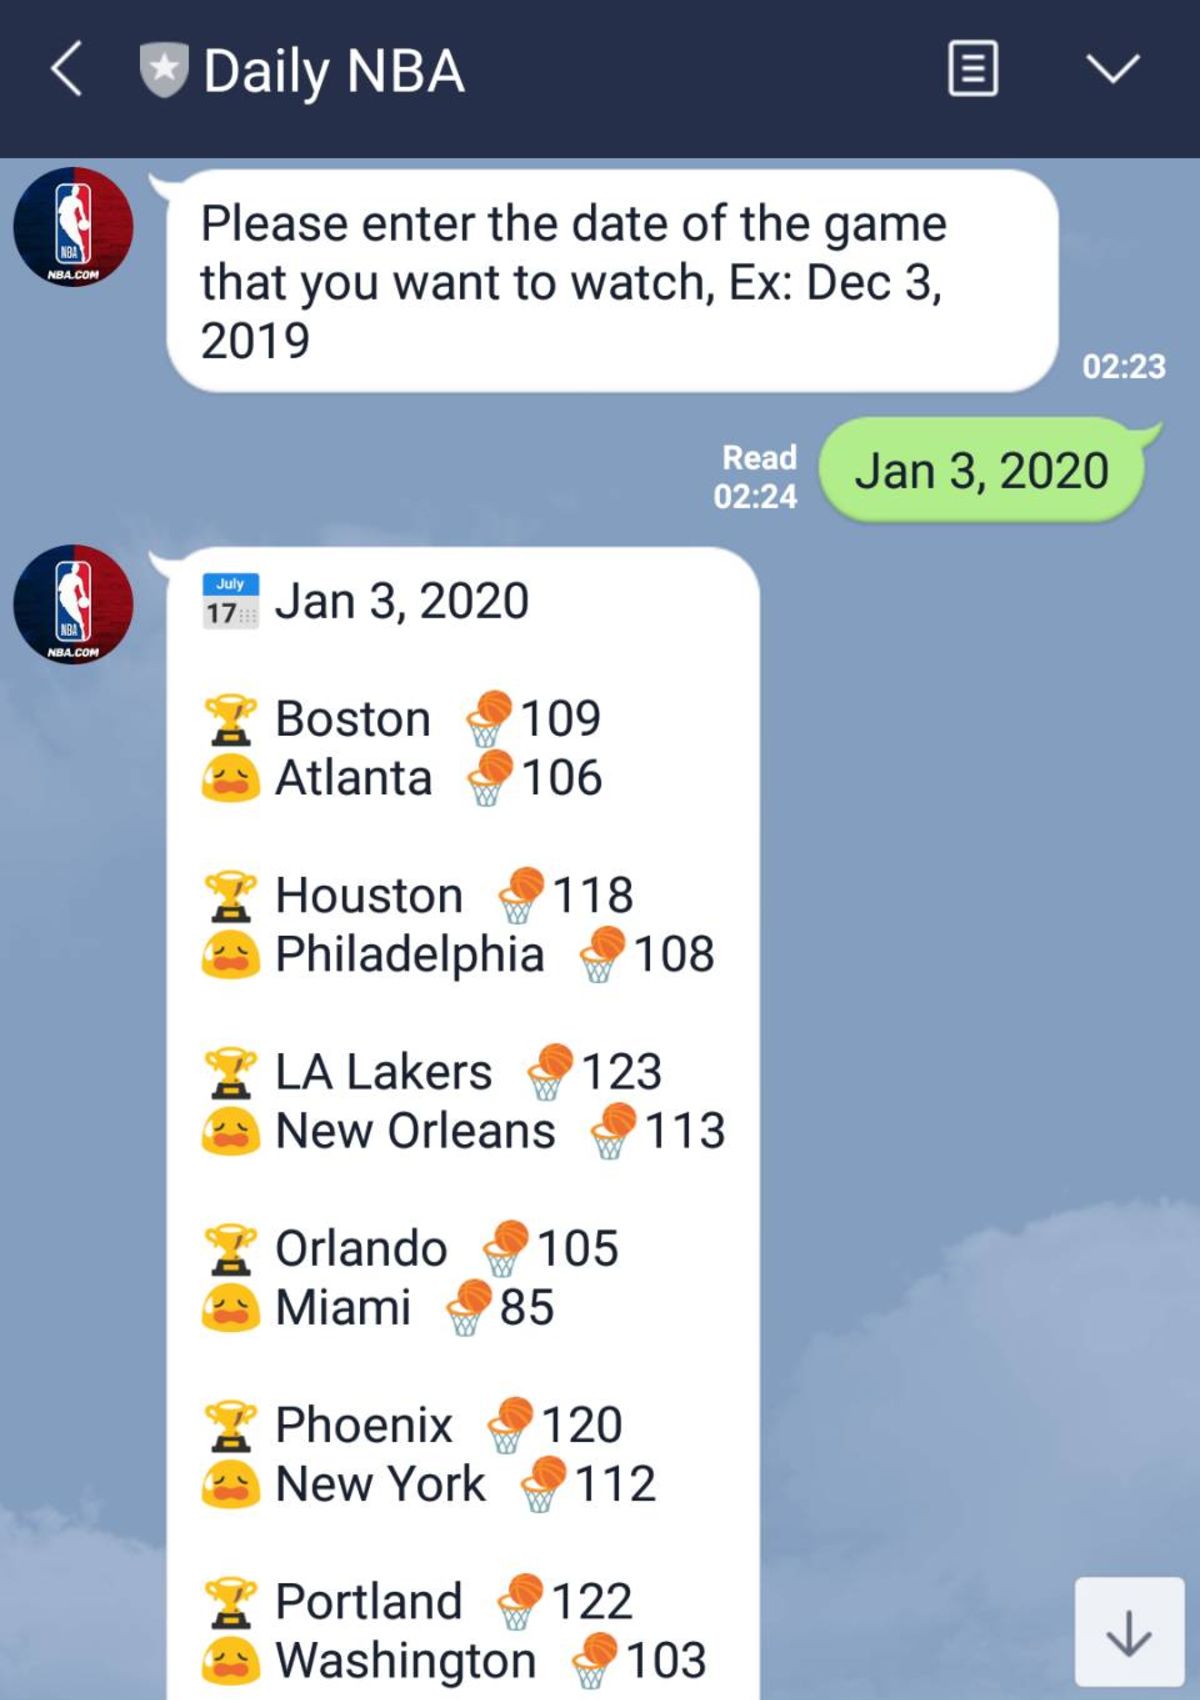 Daily NBA
NBA
NBA.COM
Please enter the date of the game
that you want to watch, Ex: Dec 3,
2019
02:23
Read
02:24
Jan 3, 2020
NBA
NBA.COM
July
17
Jan 3, 2020
Boston 109
Atlanta 106
Houston 118
Philadelphia 108
LA Lakers 123
New Orleans 113
Orlando 105
Miami 85
Phoenix 120
New York 112
Portland 122
Washington 103